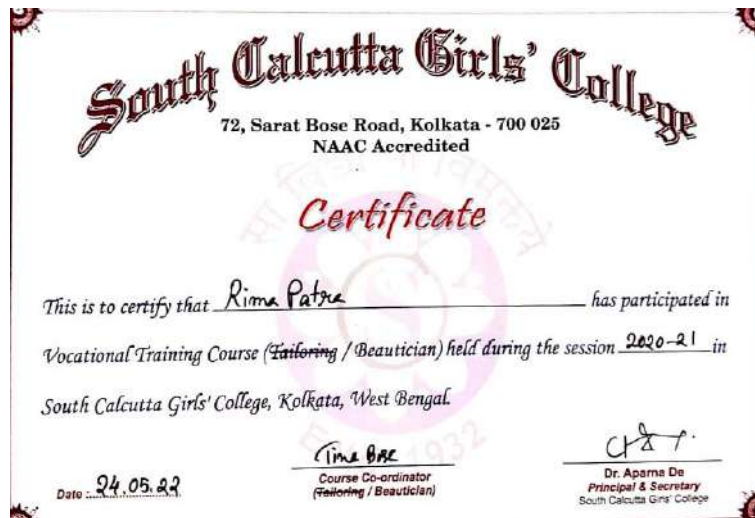 South Calcutta Girls' College
72, Sarat Bose Road, Kolkata - 700 025
NAAC Accredited
Certificate
This is to certify that Rima Patra has participated in
Vocational Training Course (Tailoring / Beautician) held during the session 2020-21 in
South Calcutta Girls' College, Kolkata, West Bengal.
Tina Bose
Course Co-ordinator
(Tailoring / Beautician)
Date : 24.05.22
Dr. Aparna De
Principal & Secretary
South Calcutta Girls' College